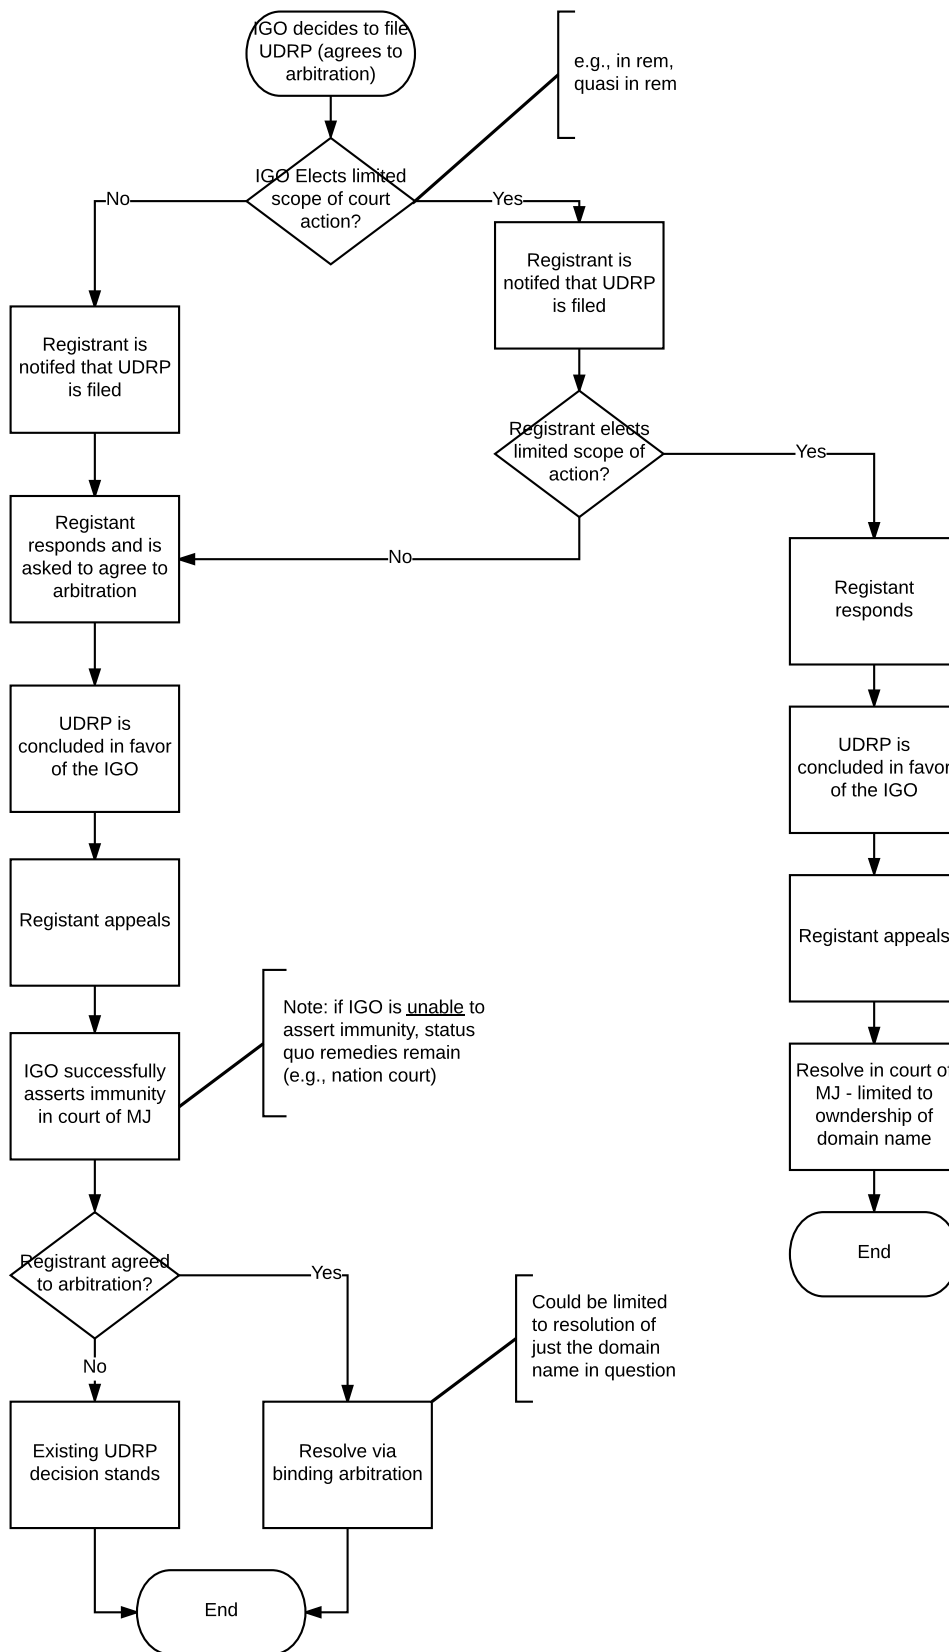 IGO decides to file
UDRP (agrees to
arbitration)
e.g., in rem,
quasi in rem
IGO Elects limited
scope of court
action?
No
Yes
Registrant is
notifed that UDRP
is filed
Registrant is
notifed that UDRP
is filed
Registrant elects
limited scope of
action?
Yes
No
Registant
responds and is
asked to agree to
arbitration
Registant
responds
UDRP is
concluded in favor
of the IGO
UDRP is
concluded in favor
of the IGO
Registant appeals
Registant appeals
Note: if IGO is unable to
assert immunity, status
quo remedies remain
(e.g., nation court)
IGO successfully
asserts immunity
in court of MJ
Resolve in court of
MJ - limited to
owndership of
domain name
Registrant agreed
to arbitration?
Yes
No
End
Could be limited
to resolution of
just the domain
name in question
Existing UDRP
decision stands
Resolve via
binding arbitration
End